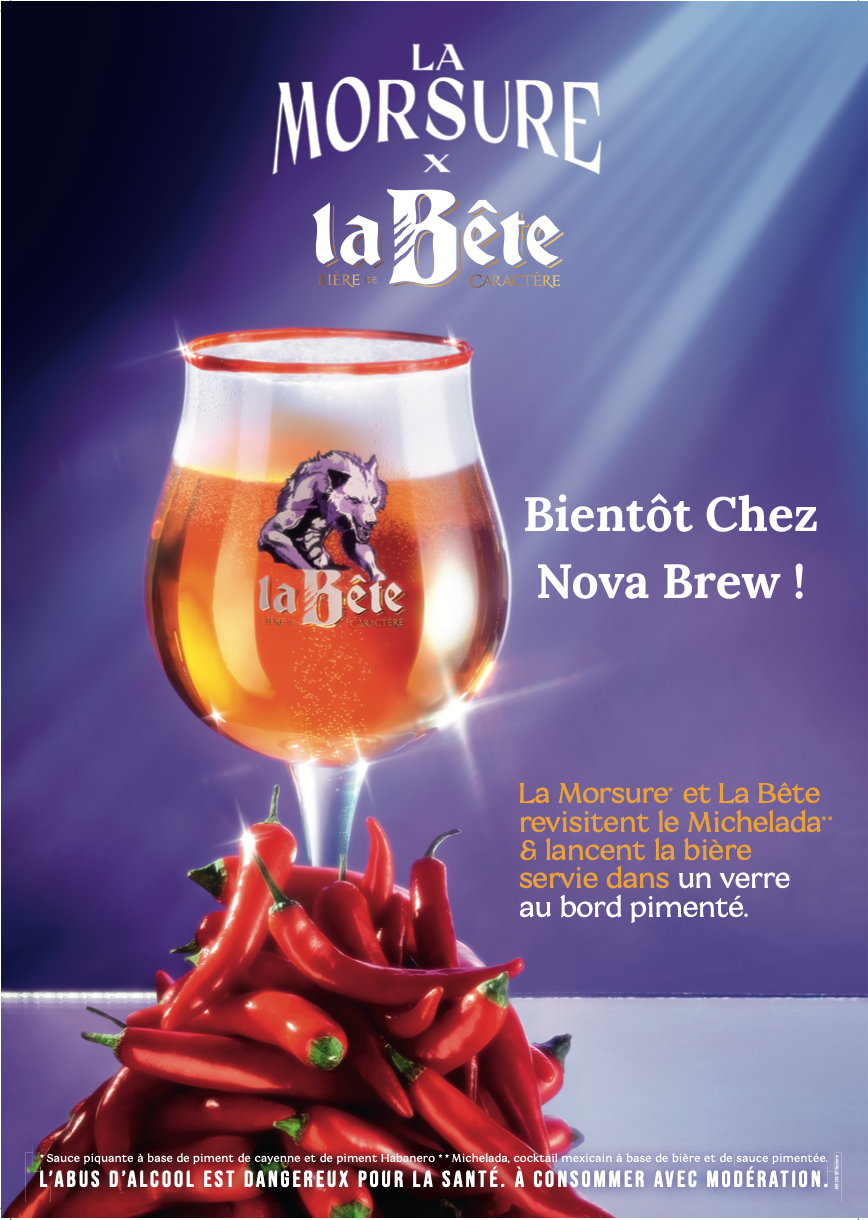 LA
MORSURE
X
la Bête
BIÈRE DE CARACTÈRE
la Bête
BIÈRE DE CARACTÈRE
Bientôt Chez
Nova Brew !
La Morsure* et La Bête
revisitent le Michelada**
& lancent la bière
servie dans un verre
au bord pimenté.
* Sauce piquante à base de piment de cayenne et de piment Habanero ** Michelada, cocktail mexicain à base de bière et de sauce pimentée.
L'ABUS D'ALCOOL EST DANGEREUX POUR LA SANTÉ. À CONSOMMER AVEC MODÉRATION.